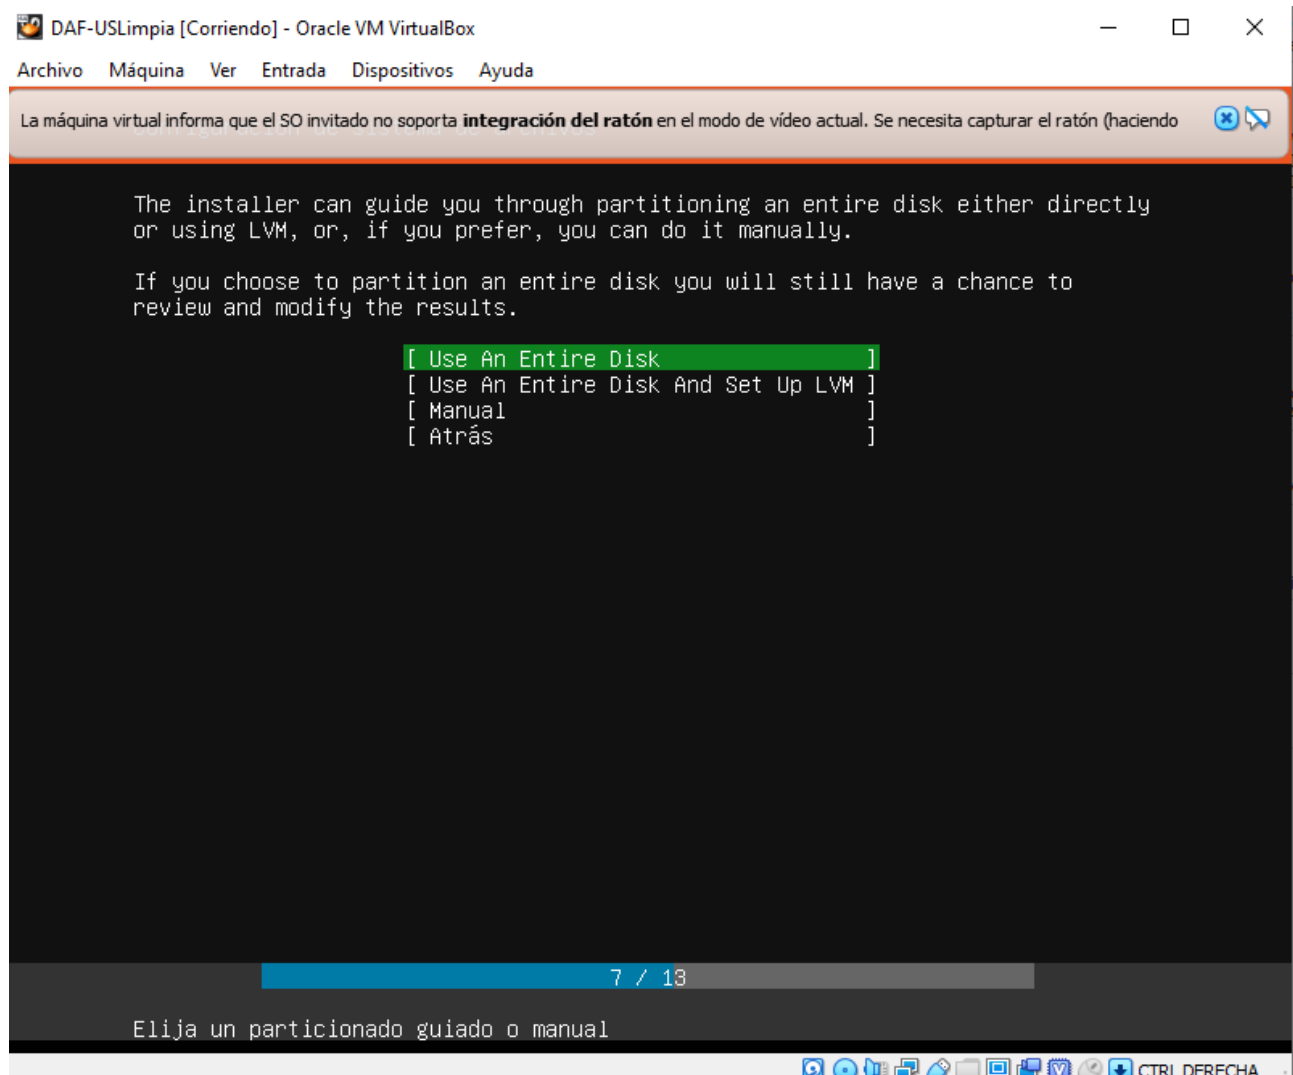 DAF-USLimpia [Corriendo] - Oracle VM VirtualBox
Archivo Máquina Ver Entrada Dispositivos Ayuda
La máquina virtual informa que el SO invitado no soporta integración del ratón en el modo de vídeo actual. Se necesita capturar el ratón (haciendo
The installer can guide you through partitioning an entire disk either directly
or using LVM, or, if you prefer, you can do it manually.
If you choose to partition an entire disk you will still have a chance to
review and modify the results.
[ Use An Entire Disk ]
[ Use An Entire Disk And Set Up LVM ]
[ Manual ]
[ Atrás ]
7 / 13
Elija un particionado guiado o manual
CTRL DERECHA